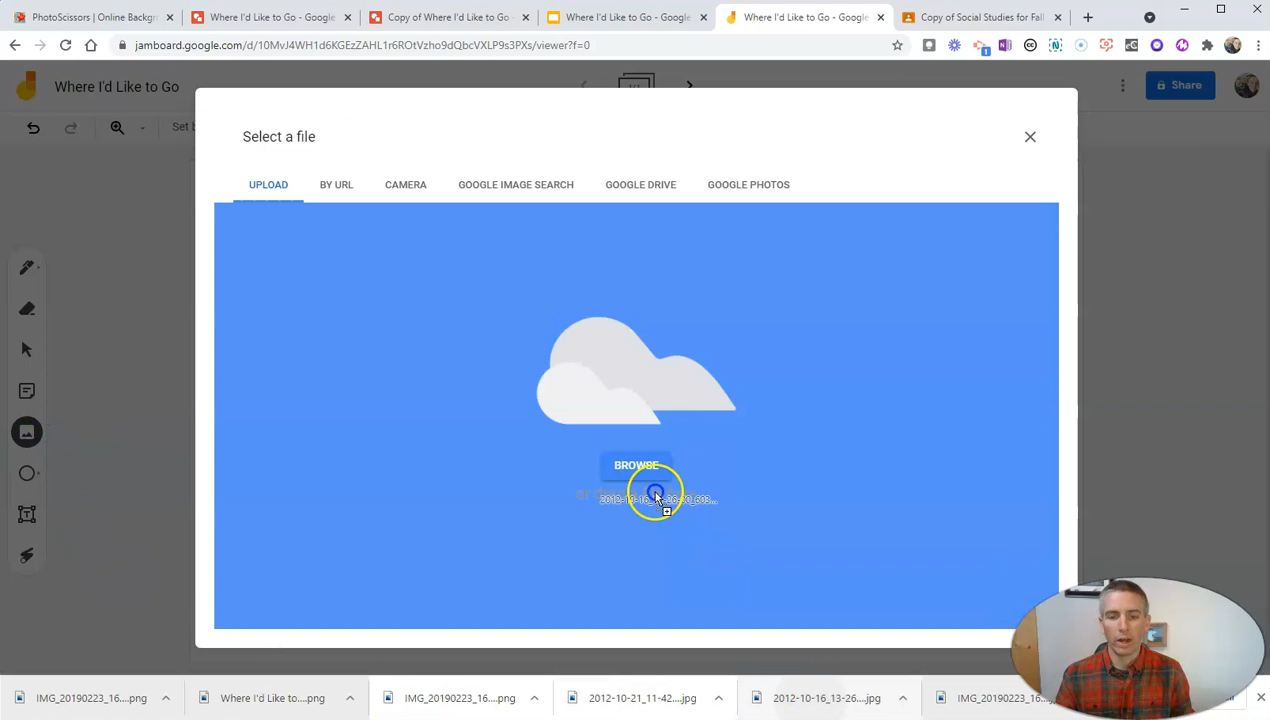 PhotoScissors | Online Backgr
Where I'd Like to Go - Google
Copy of Where I'd Like to Go -
Where I'd Like to Go - Google S
Where I'd Like to Go - Google
Copy of Social Studies for Fall
jamboard.google.com/d/10MvJ4WH1d6KGEzZAHL1r6ROtVzho9dQbcVXLP9s3PXs/viewer?f=0
Where I'd Like to Go
Share
Set b
Select a file
UPLOAD
BY URL
CAMERA
GOOGLE IMAGE SEARCH
GOOGLE DRIVE
GOOGLE PHOTOS
BROWSE
IMG_20190223_16....png
Where I'd Like to....png
IMG_20190223_16....png
2012-10-21_11-42....jpg
2012-10-16_13-26....jpg